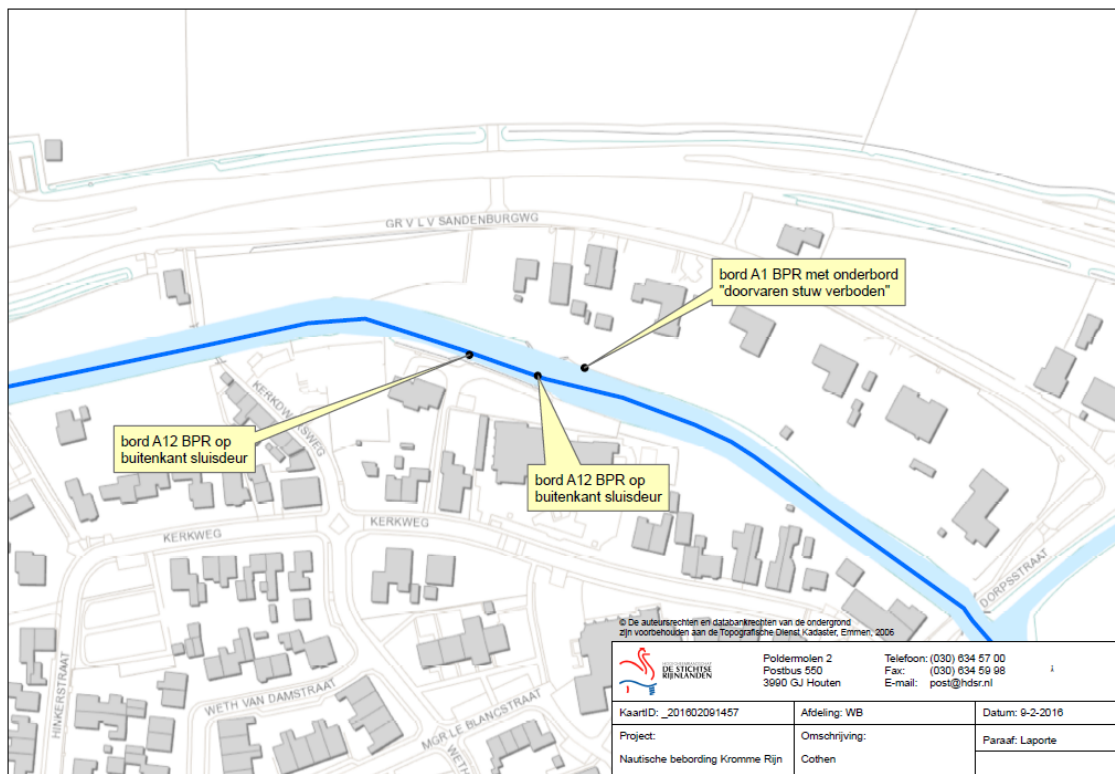 GR V L V SANDENBURGWG
bord A1 BPR met onderbord
"doorvaren stuw verboden"
KERKDWARSWEG
bord A12 BPR op
buitenkant sluisdeur
bord A12 BPR op
buitenkant sluisdeur
KERKWEG
KERKWEG
DORPSSTRAAT
HINKERSTRAAT
WETH VAN DAMSTRAAT
MGR LE BLANCSTRAAT
WETH
© De auteursrechten en databankrechten van de ondergrond
zijn voorbehouden aan de Topografische Dienst Kadaster, Emmen, 2006
DE STICHTSE
RIJNLANDEN
Poldermolen 2
Postbus 550
3990 GJ Houten
Telefoon: (030) 634 57 00
Fax: (030) 634 59 98
E-mail: post@hdsr.nl
KaartID: _201602091457
Afdeling: WB
Datum: 9-2-2016
Project:
Nautische bebording Kromme Rijn
Omschrijving:
Cothen
Paraaf: Laporte